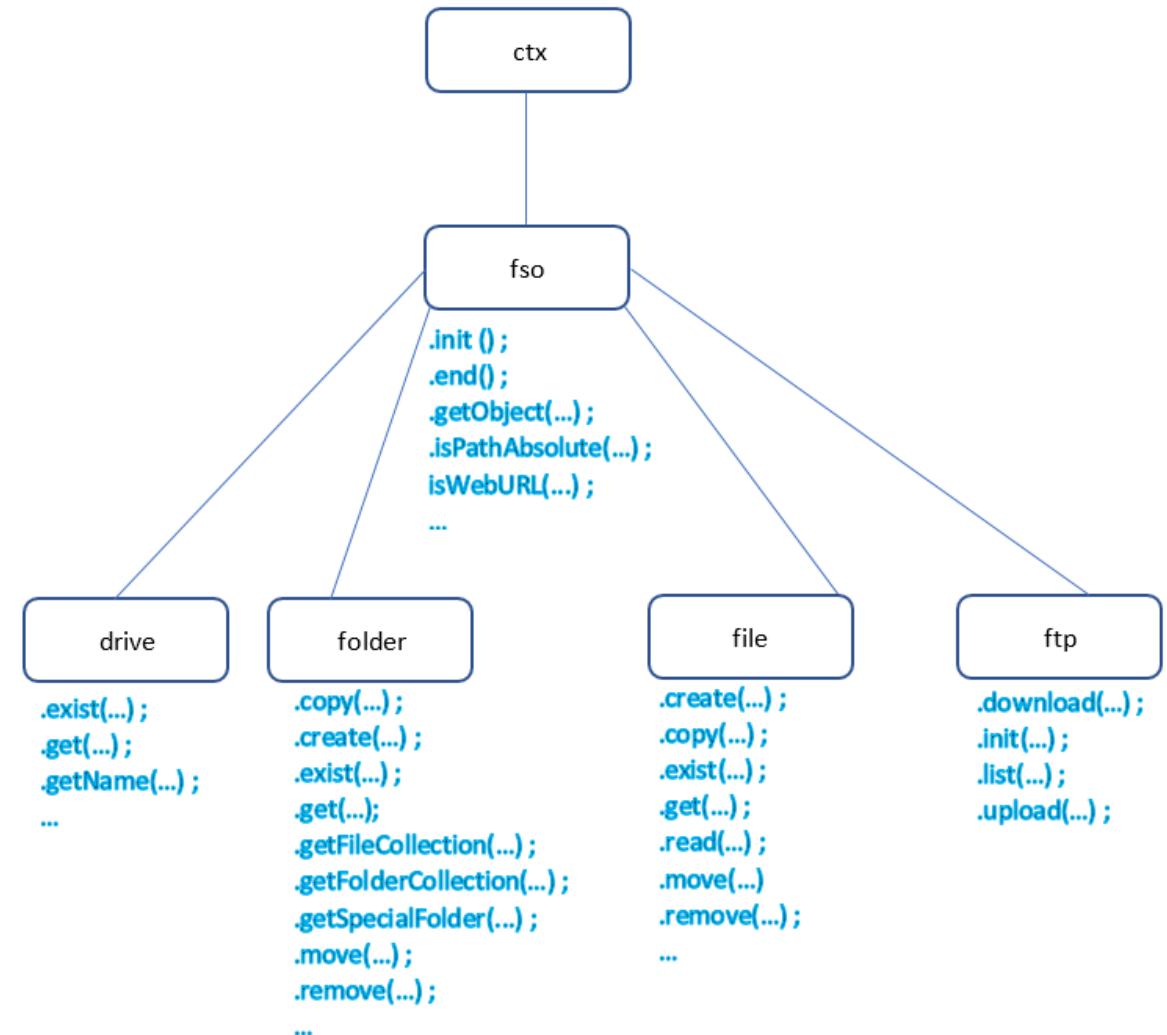 ctx
fso
.init () ;
.end() ;
.getObject(...) ;
.isPathAbsolute(...) ;
isWebURL(...) ;
...
drive
.exist(...) ;
.get(...) ;
.getName(...) ;
...
folder
.copy(...) ;
.create(...) ;
.exist(...) ;
.get(...);
.getFileCollection(...) ;
.getFolderCollection(...) ;
.getSpecialFolder(...) ;
.move(...) ;
.remove(...) ;
...
file
.create(...) ;
.copy(...) ;
.exist(...) ;
.get(...) ;
.read(...) ;
.move(...)
.remove(...) ;
...
ftp
.download(...) ;
.init(...) ;
.list(...) ;
.upload(...) ;